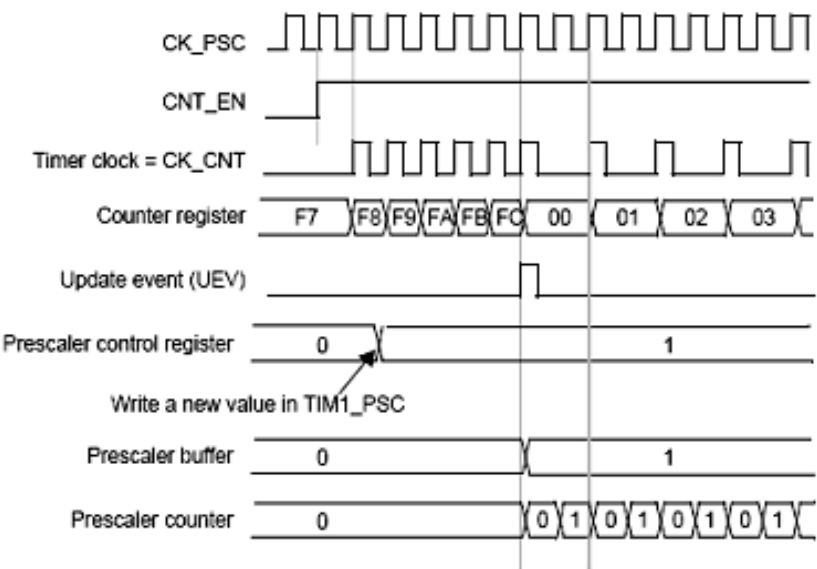 CK_PSC
CNT_EN
Timer clock = CK_CNT
Counter register F7 F8 F9 FA FB FC 00 01 02 03
Update event (UEV)
Prescaler control register 0 1
Write a new value in TIM1_PSC
Prescaler buffer 0 1
Prescaler counter 0 0 1 0 1 0 1 0 1